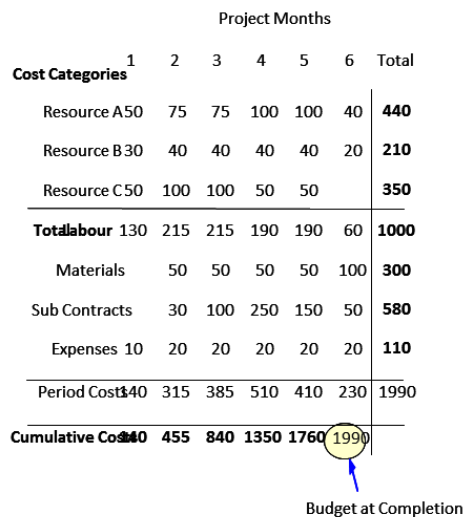 Project Months
1 2 3 4 5 6 Total
Cost Categories
Resource A 50 75 75 100 100 40 440
Resource B 30 40 40 40 40 20 210
Resource C 50 100 100 50 50 350
Total Labour 130 215 215 190 190 60 1000
Materials 50 50 50 50 100 300
Sub Contracts 30 100 250 150 50 580
Expenses 10 20 20 20 20 20 110
Period Costs 140 315 385 510 410 230 1990
Cumulative Costs 140 455 840 1350 1760 1990
Budget at Completion